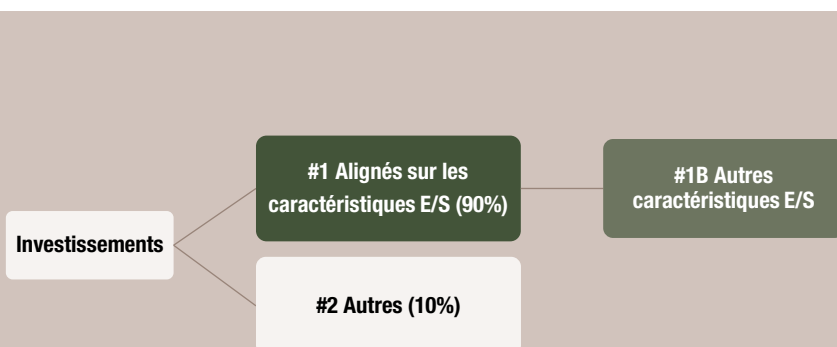 #1 Alignés sur les
caractéristiques E/S (90%)
#1B Autres
caractéristiques E/S
Investissements
#2 Autres (10%)